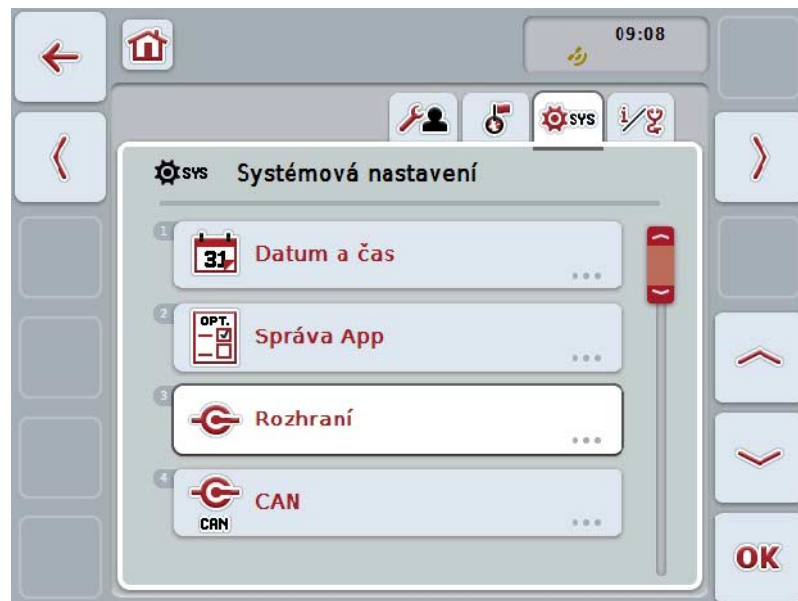 09:08
SYS
i/
SYS Systémová nastavení
1
31 Datum a čas
2
OPT. Správa App
3
Rozhraní
4
CAN CAN
OK